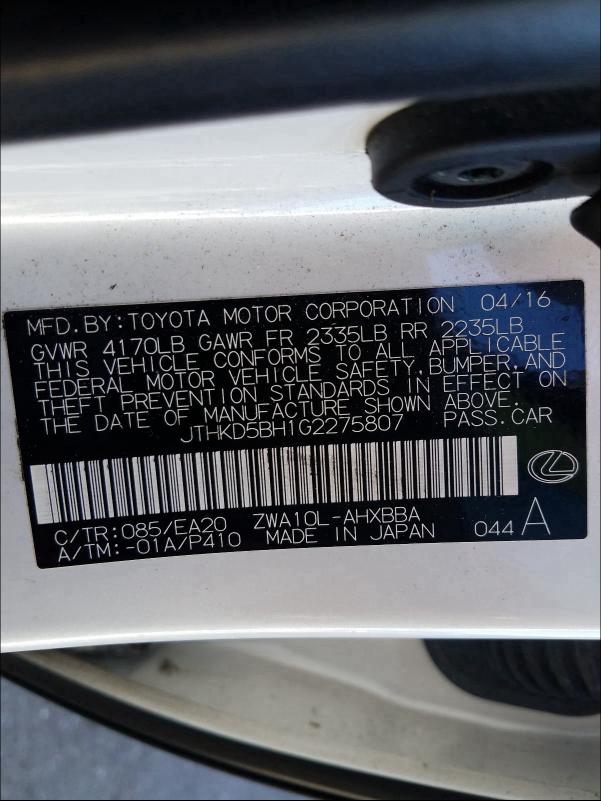 MFD.BY:TOYOTA MOTOR CORPORATION 04/16
GVWR 4170LB GAWR FR 2335LB RR 2235LB
THIS VEHICLE CONFORMS TO ALL APPLICABLE
FEDERAL MOTOR VEHICLE SAFETY,BUMPER,AND
THEFT PREVENTION STANDARDS IN EFFECT ON
THE DATE OF MANUFACTURE SHOWN ABOVE.
JTHKD5BH1G2275807 PASS.CAR
C/TR:085/EA20 ZWA10L-AHXBBA
A/TM:-01A/P410 MADE IN JAPAN 044 A